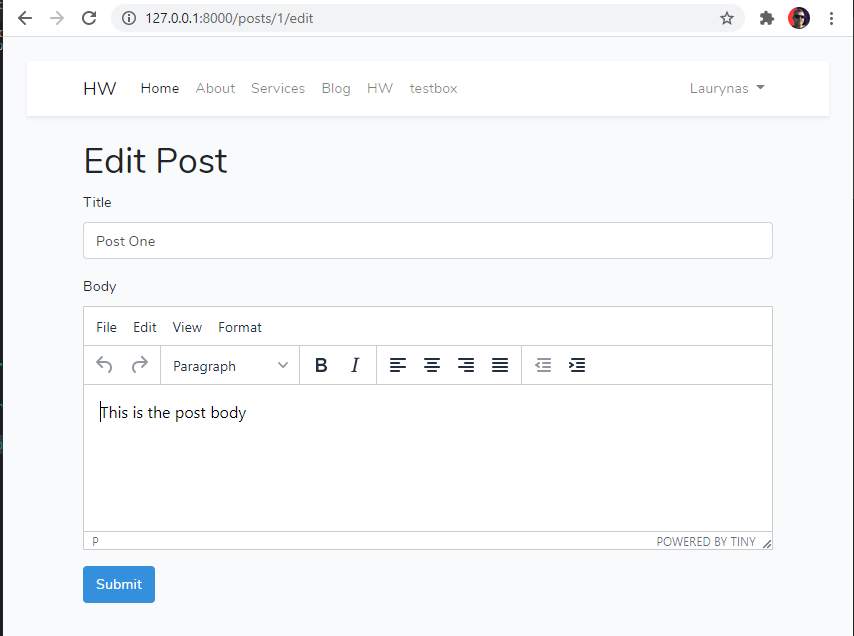 127.0.0.1:8000/posts/1/edit
HW Home About Services Blog HW testbox Laurynas
Edit Post
Title
Post One
Body
File Edit View Format
Paragraph B I
This is the post body
P POWERED BY TINY
Submit